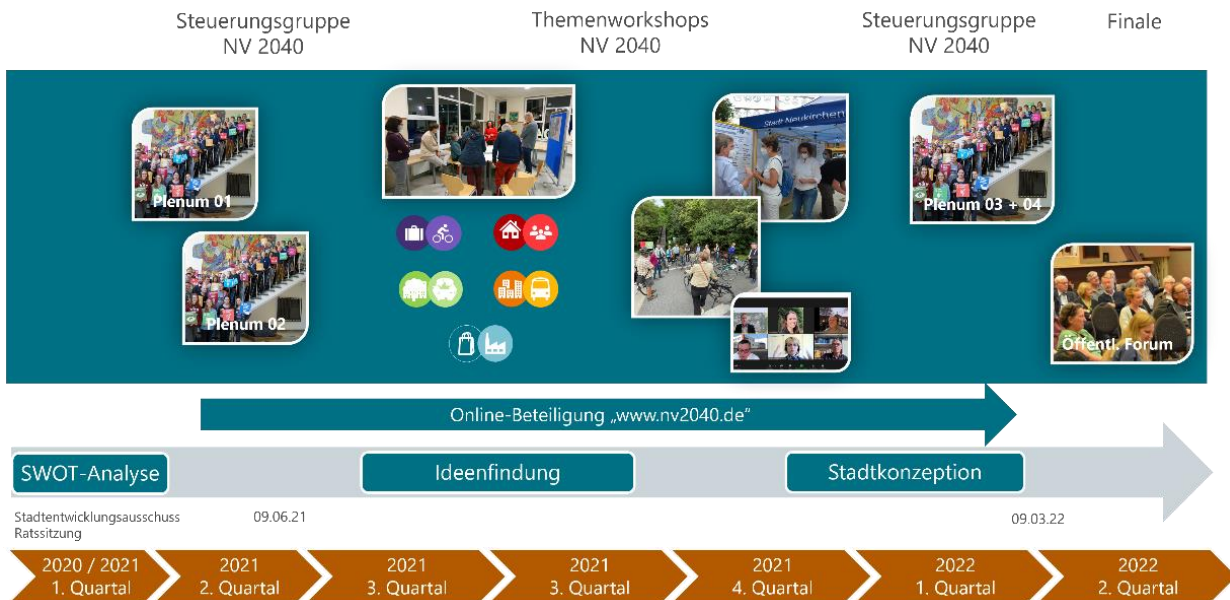 Steuerungsgruppe
NV 2040
Themenworkshops
NV 2040
Steuerungsgruppe
NV 2040
Finale
Plenum 01
Plenum 02
Stadt Neukirchen
Plenum 03 + 04
Öffentl. Forum
Online-Beteiligung „www.nv2040.de“
SWOT-Analyse
Ideenfindung
Stadtkonzeption
Stadtentwicklungsausschuss
Ratssitzung
09.06.21
09.03.22
2020 / 2021
1. Quartal
2021
2. Quartal
2021
3. Quartal
2021
3. Quartal
2021
4. Quartal
2022
1. Quartal
2022
2. Quartal